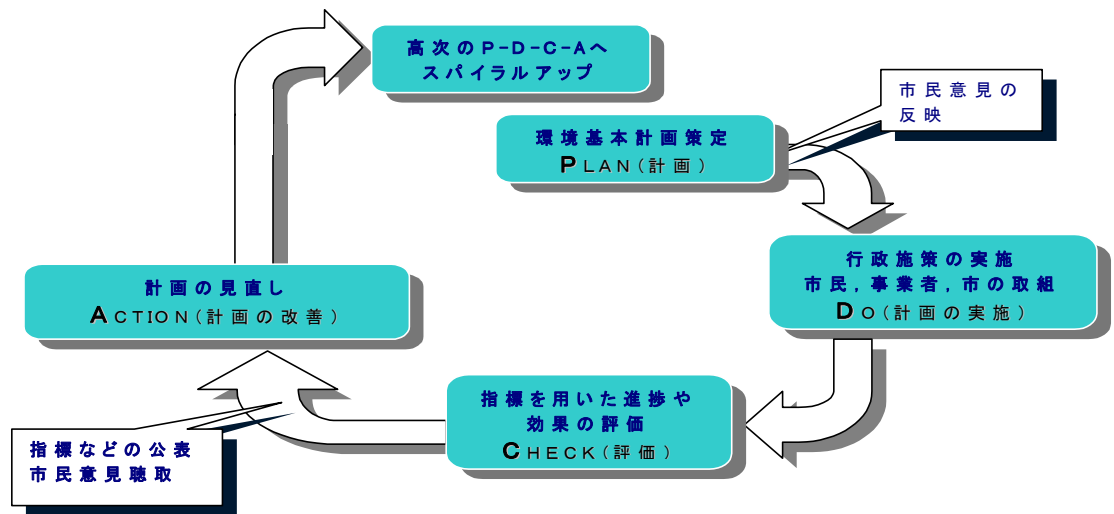 高次のP-D-C-Aへ
スパイラルアップ
市民意見の
反映
環境基本計画策定
PLAN(計画)
行政施策の実施
市民,事業者,市の取組
DO(計画の実施)
計画の見直し
ACTION(計画の改善)
指標を用いた進捗や
効果の評価
CHECK(評価)
指標などの公表
市民意見聴取